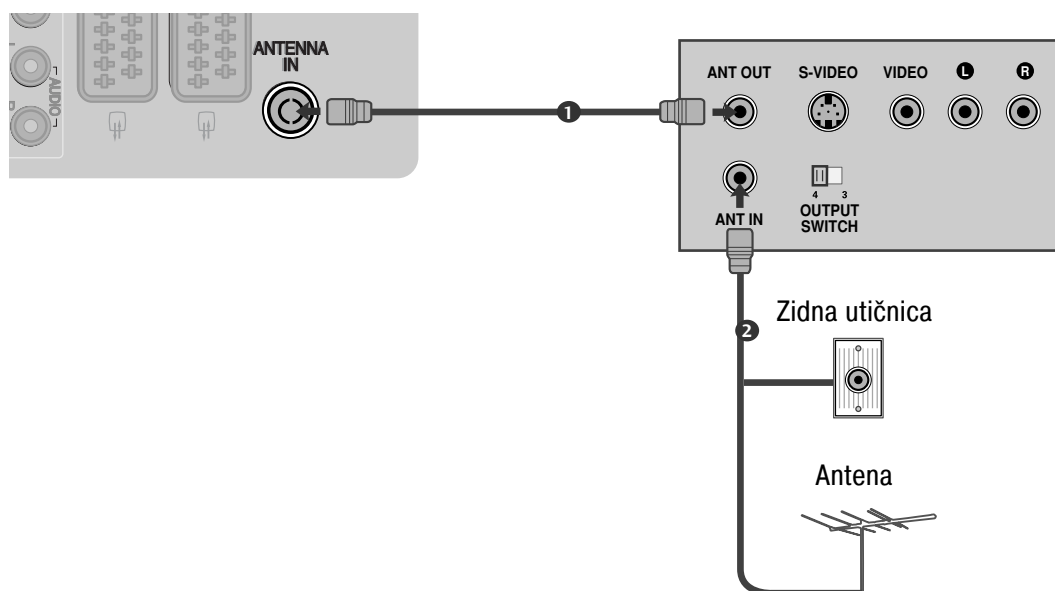 ANTENNA
IN
AUDIO
1
ANT OUT
S-VIDEO
VIDEO
L
R
4
3
ANT IN
OUTPUT
SWITCH
2
Zidna utičnica
Antena